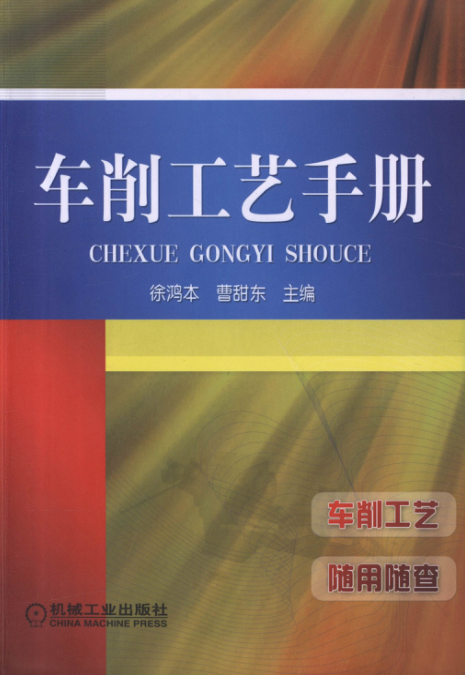 车削工艺手册
CHEXUE GONGYI SHOUCE
徐鸿本 曹甜东 主编
车削工艺
随用随查
机械工业出版社
CHINA MACHINE PRESS